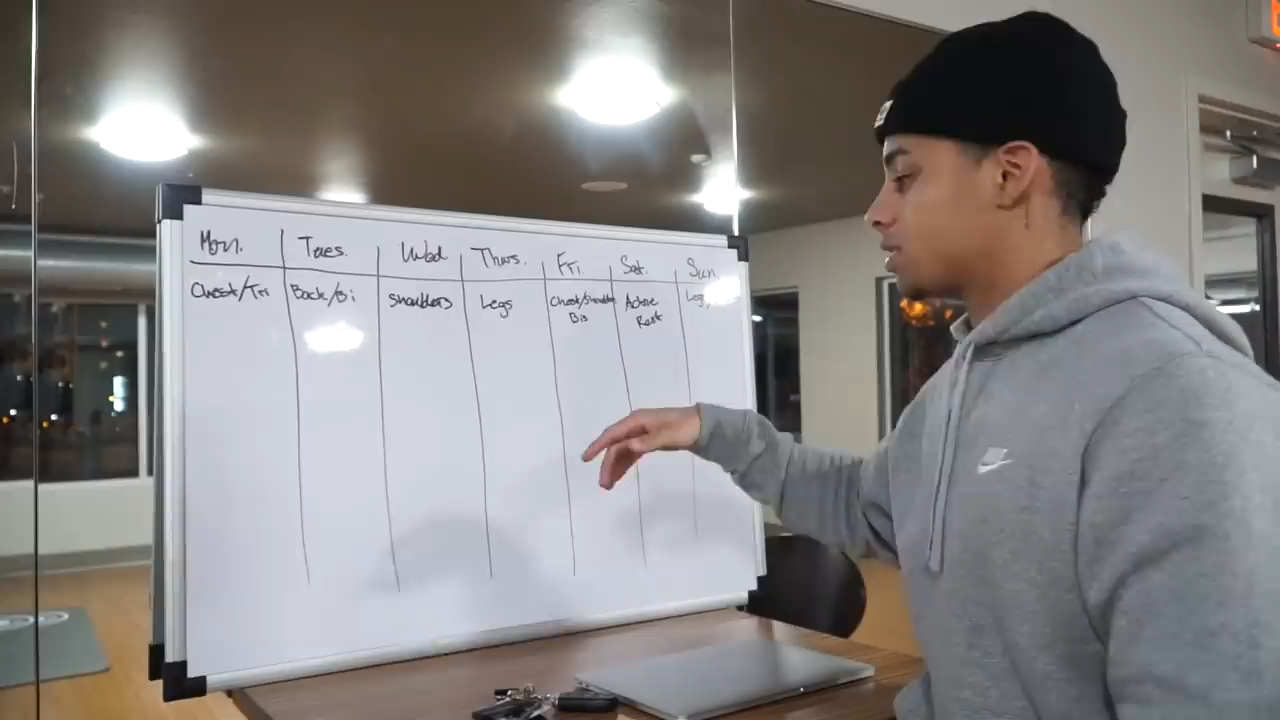 Mon. Tues. Wed Thurs. Fri. Sat. Sun.
Chest/Tri Back/Bi Shoulders Legs Chest/Shoulder Active Legs
Bis Rest